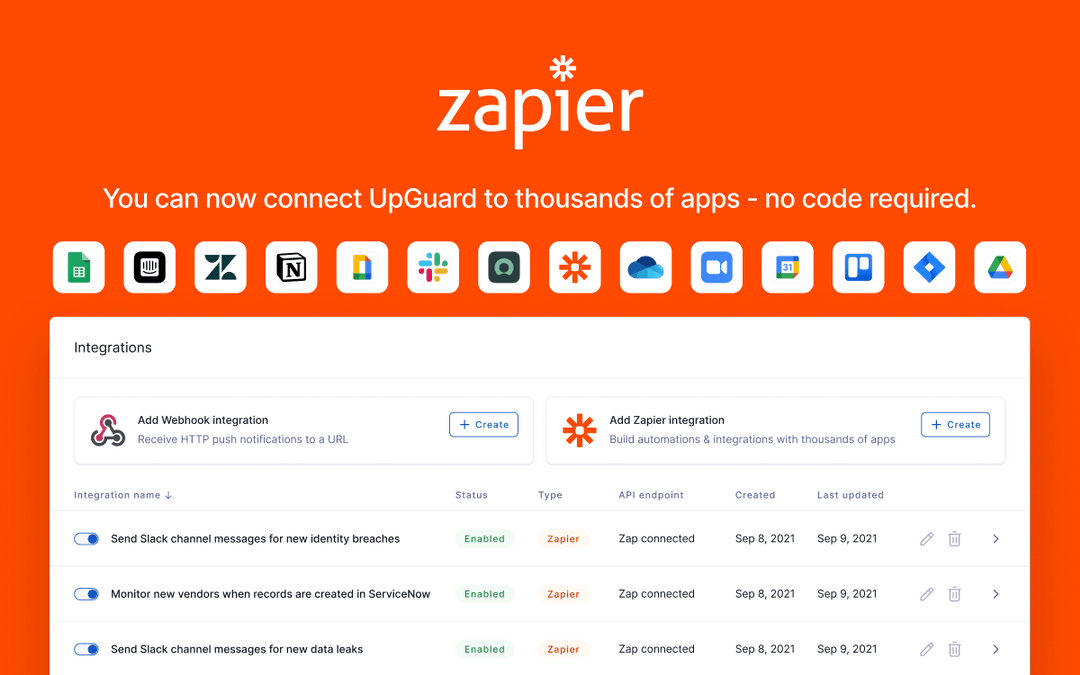 zapier
You can now connect UpGuard to thousands of apps - no code required.
N
31
Integrations
Add Webhook integration
Receive HTTP push notifications to a URL
+ Create
Add Zapier integration
Build automations & integrations with thousands of apps
+ Create
Integration name ↓ Status Type API endpoint Created Last updated
Send Slack channel messages for new identity breaches Enabled Zapier Zap connected Sep 8, 2021 Sep 9, 2021
Monitor new vendors when records are created in ServiceNow Enabled Zapier Zap connected Sep 8, 2021 Sep 9, 2021
Send Slack channel messages for new data leaks Enabled Zapier Zap connected Sep 8, 2021 Sep 9, 2021